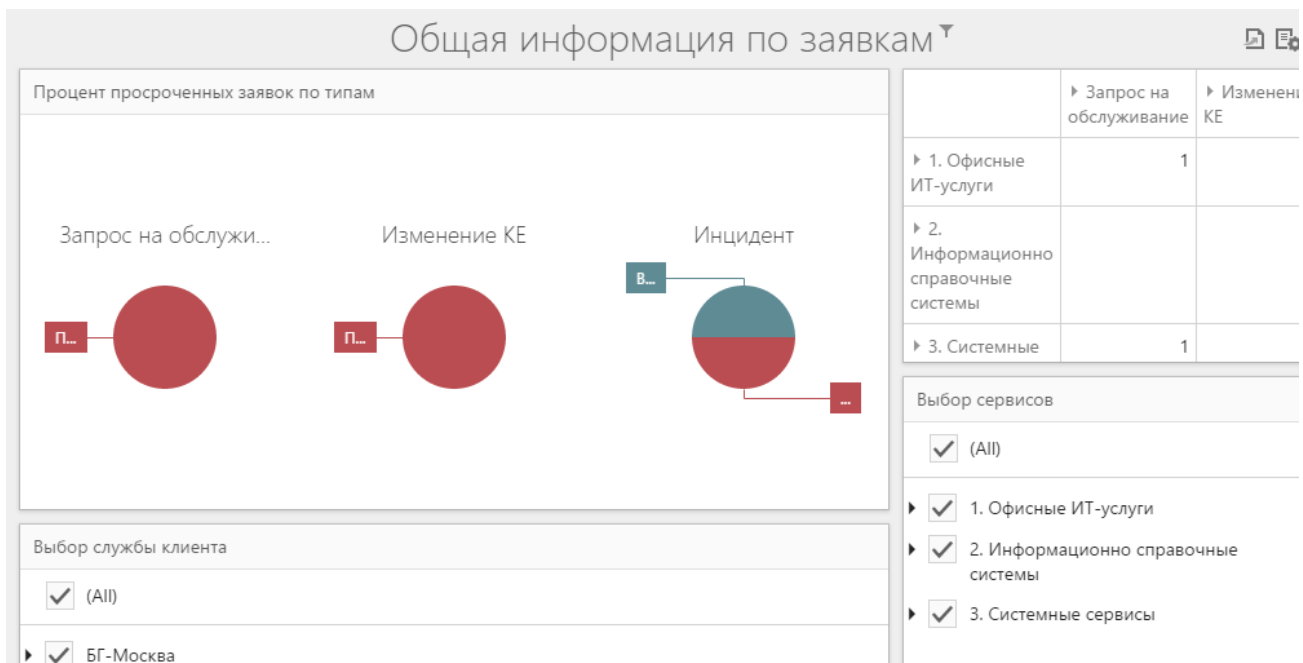 Общая информация по заявкам
Процент просроченных заявок по типам
Запрос на обслужи...
Изменение КЕ
Инцидент
П...
П...
В...
...
Запрос на
обслуживание
КЕ
1. Офисные
ИТ-услуги
1
2.
Информационно
справочные
системы
3. Системные
1
Выбор сервисов
(All)
1. Офисные ИТ-услуги
2. Информационно справочные
системы
3. Системные сервисы
Выбор службы клиента
(All)
БГ-Москва